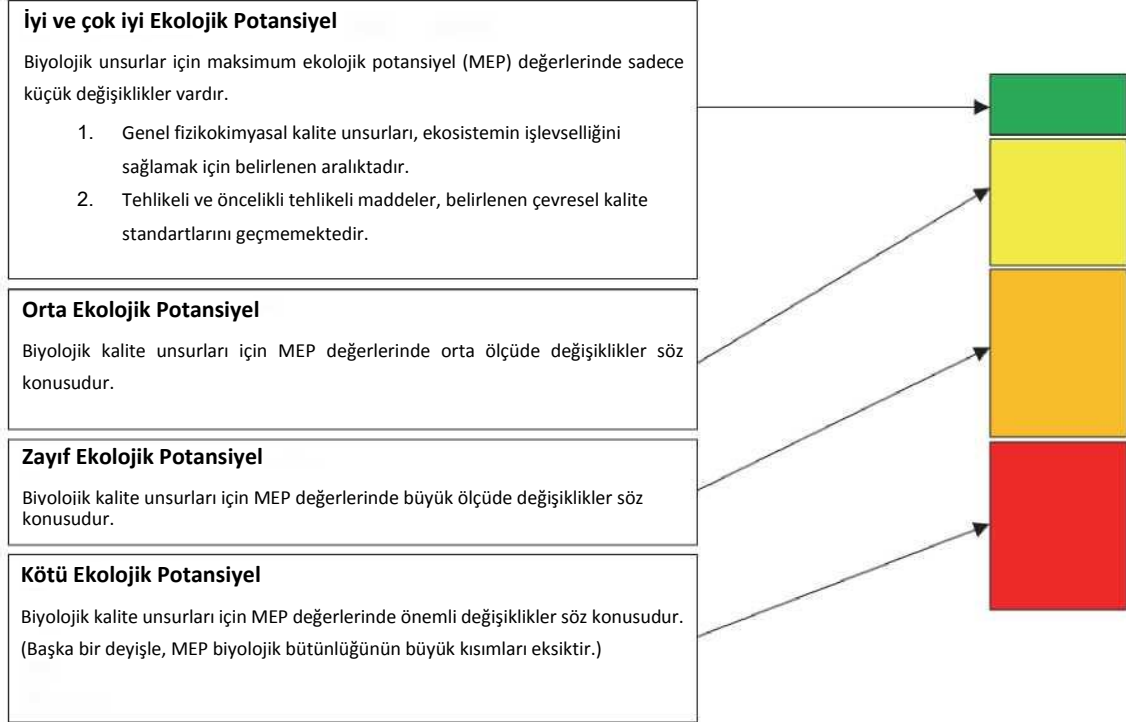 İyi ve çok iyi Ekolojik Potansiyel
Biyolojik unsurlar için maksimum ekolojik potansiyel (MEP) değerlerinde sadece
küçük değişiklikler vardır.
1. Genel fizikokimyasal kalite unsurları, ekosistemin işlevselliğini
sağlamak için belirlenen aralıktadır.
2. Tehlikeli ve öncelikli tehlikeli maddeler, belirlenen çevresel kalite
standartlarını geçmemektedir.
Orta Ekolojik Potansiyel
Biyolojik kalite unsurları için MEP değerlerinde orta ölçüde değişiklikler söz
konusudur.
Zayıf Ekolojik Potansiyel
Biyolojik kalite unsurları için MEP değerlerinde büyük ölçüde değişiklikler söz
konusudur.
Kötü Ekolojik Potansiyel
Biyolojik kalite unsurları için MEP değerlerinde önemli değişiklikler söz konusudur.
(Başka bir deyişle, MEP biyolojik bütünlüğünün büyük kısımları eksiktir.)